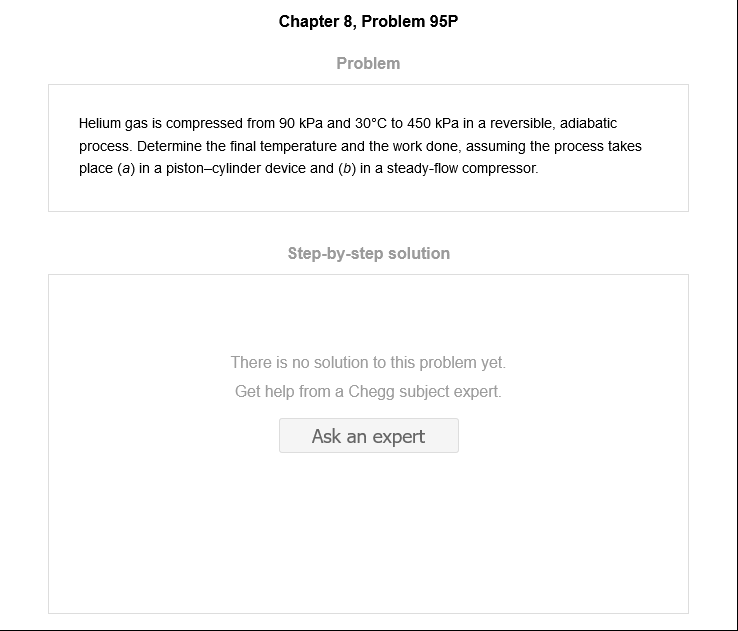 Chapter 8, Problem 95P
Problem
Helium gas is compressed from 90 kPa and 30°C to 450 kPa in a reversible, adiabatic
process. Determine the final temperature and the work done, assuming the process takes
place (a) in a piston–cylinder device and (b) in a steady-flow compressor.
Step-by-step solution
There is no solution to this problem yet.
Get help from a Chegg subject expert.
Ask an expert